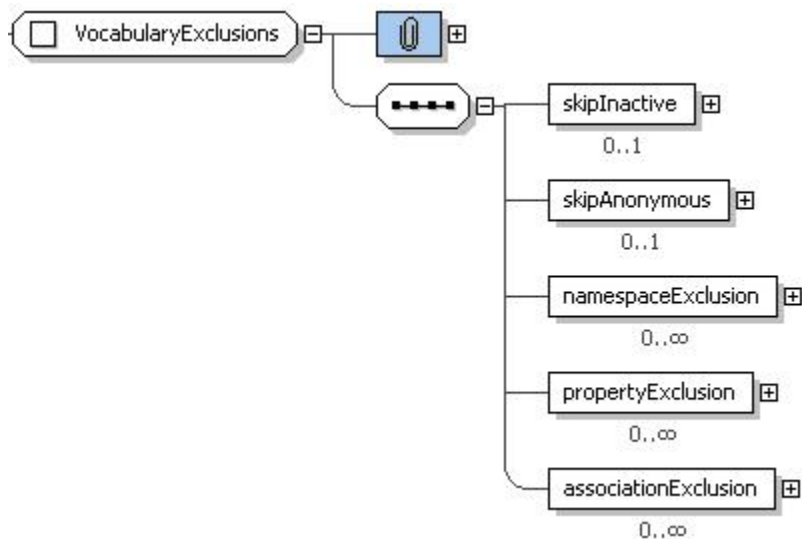 VocabularyExclusions
skipInactive
0..1
skipAnonymous
0..1
namespaceExclusion
0..∞
propertyExclusion
0..∞
associationExclusion
0..∞